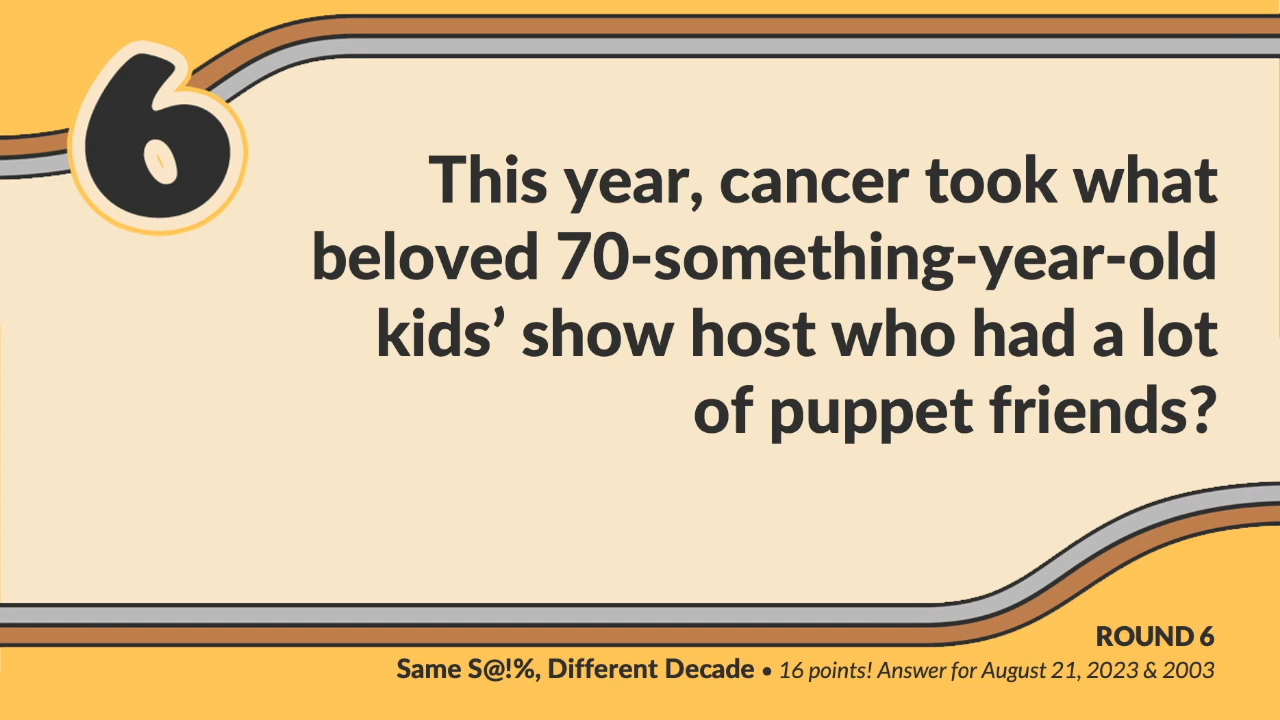 6
This year, cancer took what
beloved 70-something-year-old
kids’ show host who had a lot
of puppet friends?
ROUND 6
Same S@!%, Different Decade • 16 points! Answer for August 21, 2023 & 2003